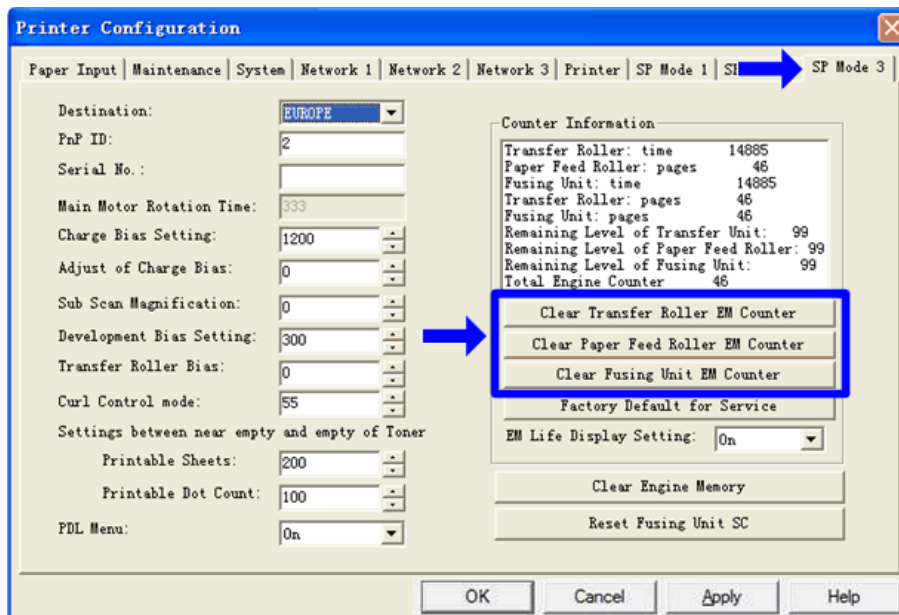 Printer Configuration
Paper Input Maintenance System Network 1 Network 2 Network 3 Printer SP Mode 1 SP Mode 3
Destination: EUROPE
PnP ID: 2
Serial No.:
Main Motor Rotation Time: 333
Charge Bias Setting: 1200
Adjust of Charge Bias: 0
Sub Scan Magnification: 0
Development Bias Setting: 300
Transfer Roller Bias: 0
Curl Control mode: 55
Settings between near empty and empty of Toner
Printable Sheets: 200
Printable Dot Count: 100
PDL Menu: On
Counter Information
Transfer Roller: time 14885
Paper Feed Roller: pages 46
Fusing Unit: time 14885
Transfer Roller: pages 46
Fusing Unit: pages 46
Remaining Level of Transfer Unit: 99
Remaining Level of Paper Feed Roller: 99
Remaining Level of Fusing Unit: 99
Total Engine Counter 46
Clear Transfer Roller EM Counter
Clear Paper Feed Roller EM Counter
Clear Fusing Unit EM Counter
Factory Default for Service
EM Life Display Setting: On
Clear Engine Memory
Reset Fusing Unit SC
OK Cancel Apply Help